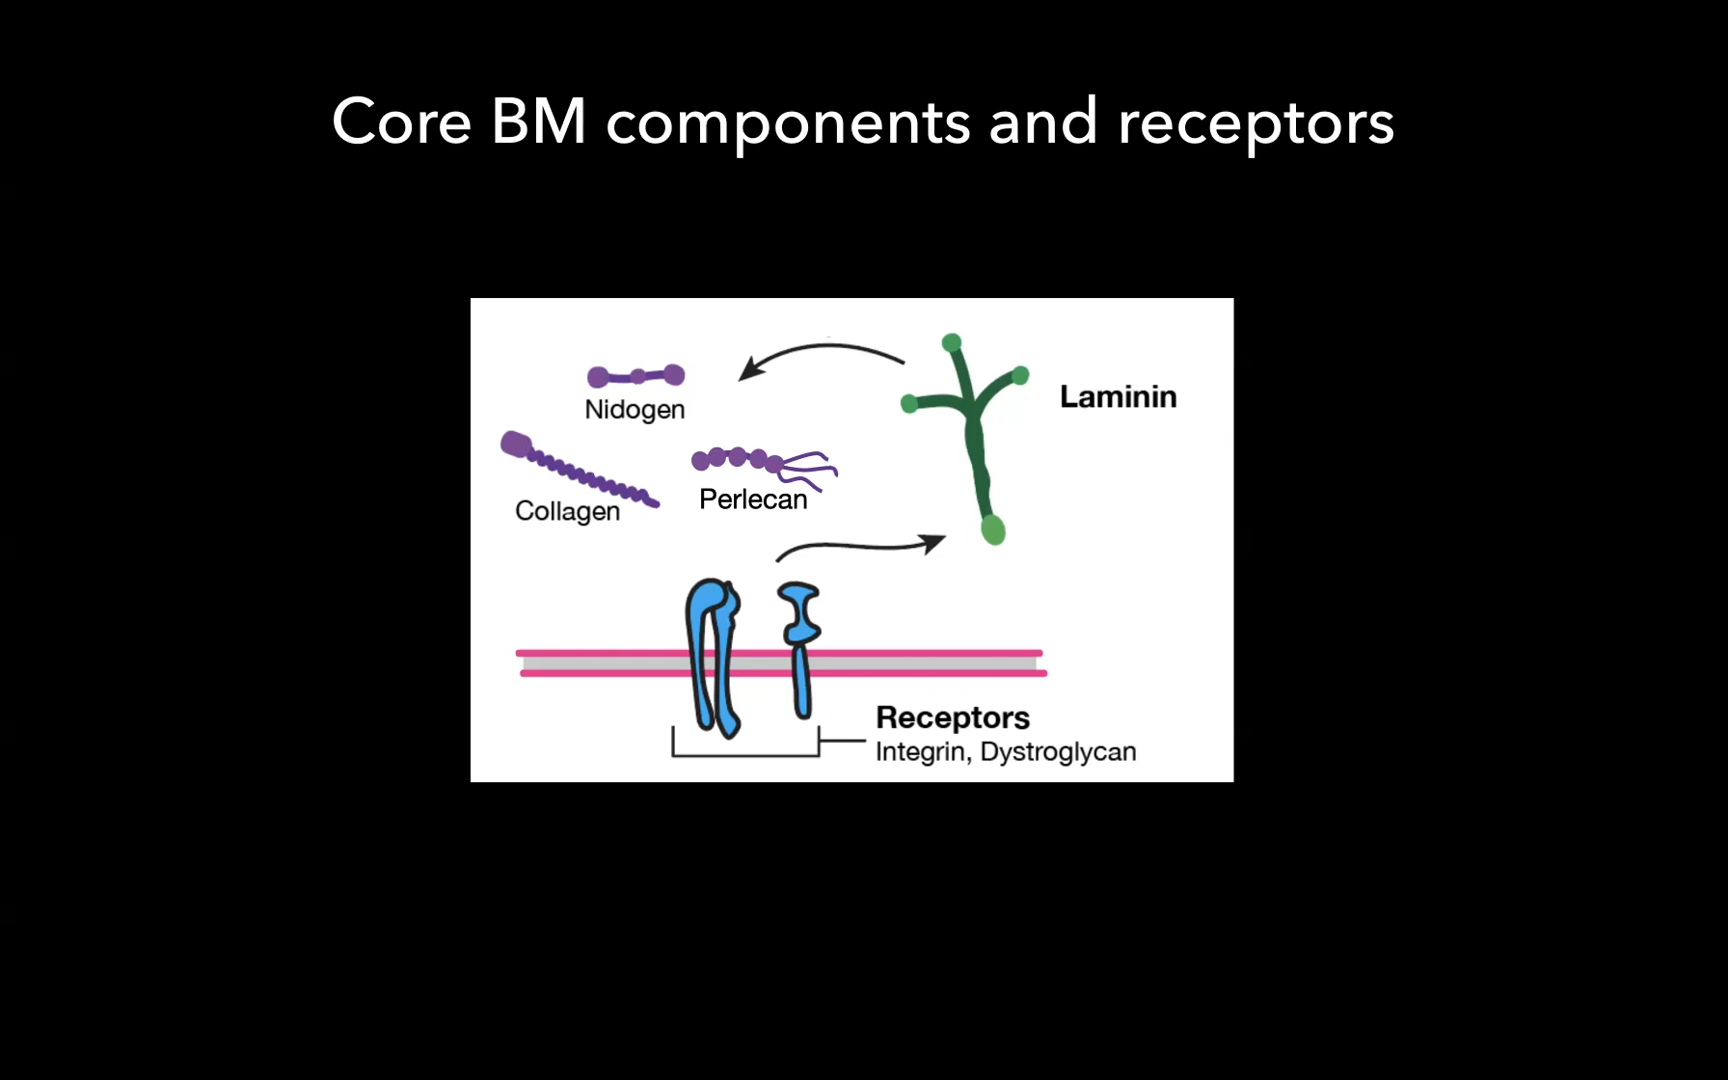 Core BM components and receptors
Nidogen
Laminin
Collagen
Perlecan
Receptors
Integrin, Dystroglycan